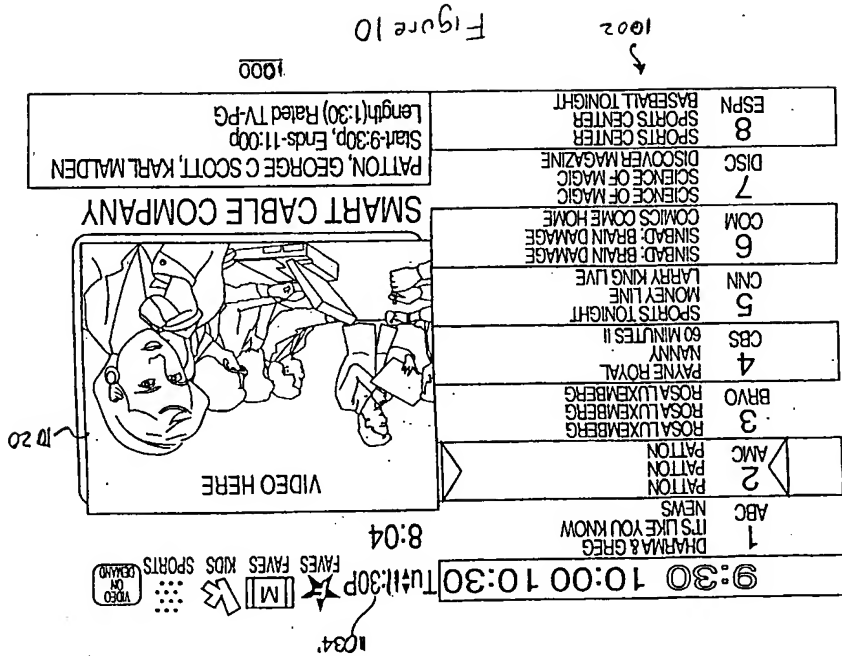 1034'
9:30 10:00 10:30
FAVES
FAVES
KIDS
SPORTS
VIDEO
ON
DEMAND
8:04
1
ABC
DHARMA & GREG
IT'S LIKE YOU KNOW
NEWS
2
AMC
PATTON
PATTON
PATTON
3
BRVO
ROSA LUXEMBERG
ROSA LUXEMBERG
ROSA LUXEMBERG
4
CBS
PAYNE ROYAL
NANNY
60 MINUTES II
5
CNN
SPORTS TONIGHT
MONEY LINE
LARRY KING LIVE
6
COM
SINBAD: BRAIN DAMAGE
SINBAD: BRAIN DAMAGE
COMICS COME HOME
7
DISC
SCIENCE OF MAGIC
SCIENCE OF MAGIC
DISCOVER MAGAZINE
8
ESPN
SPORTS CENTER
SPORTS CENTER
BASEBALL TONIGHT
VIDEO HERE
1020
SMART CABLE COMPANY
PATTON, GEORGE C SCOTT, KARL MALDEN
Start-9:30p, Ends-11:00p
Length(1:30) Rated TV-PG
1002
1000
Figure 10